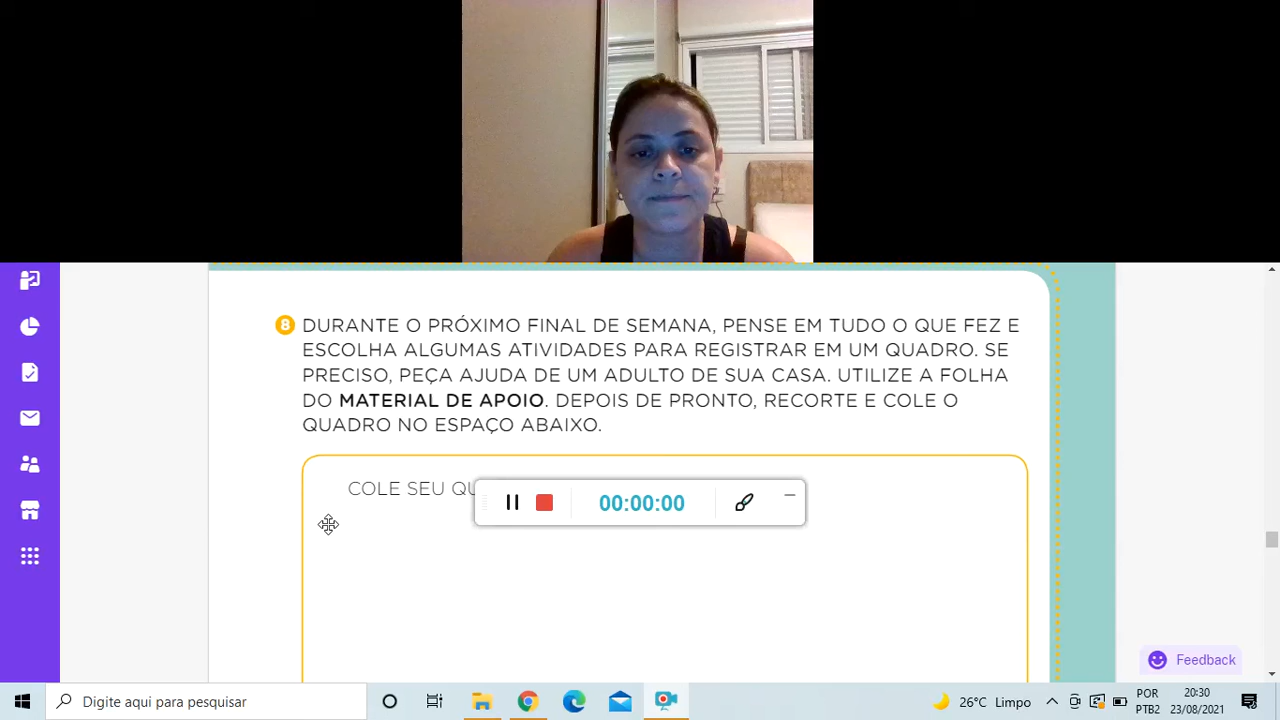 8 DURANTE O PRÓXIMO FINAL DE SEMANA, PENSE EM TUDO O QUE FEZ E
ESCOLHA ALGUMAS ATIVIDADES PARA REGISTRAR EM UM QUADRO. SE
PRECISO, PEÇA AJUDA DE UM ADULTO DE SUA CASA. UTILIZE A FOLHA
DO MATERIAL DE APOIO. DEPOIS DE PRONTO, RECORTE E COLE O
QUADRO NO ESPAÇO ABAIXO.
COLE SEU QU
00:00:00
Feedback
Digite aqui para pesquisar
26°C Limpo
POR
PTB2
20:30
23/08/2021